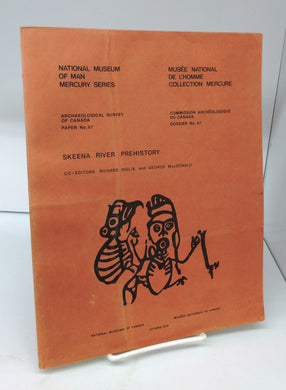 NATIONAL MUSEUM
OF MAN
MERCURY SERIES
MUSÉE NATIONAL
DE L'HOMME
COLLECTION MERCURE
ARCHAEOLOGICAL SURVEY
OF CANADA
PAPER No.87
COMMISSION ARCHÉOLOGIQUE
DU CANADA
DOSSIER No.87
SKEENA RIVER PREHISTORY
CO-EDITORS RICHARD INGLIS, and GEORGE MacDONALD
NATIONAL MUSEUMS OF CANADA
OTTAWA 1979
MUSÉES NATIONAUX DU CANADA